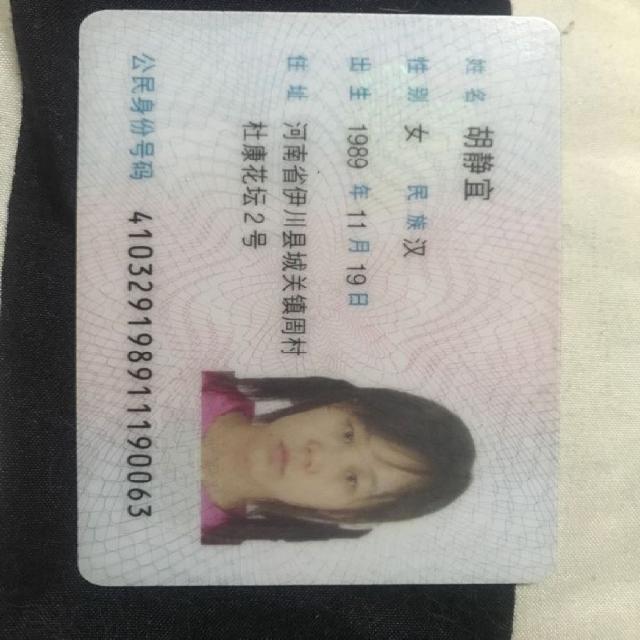 姓名 胡静宜
性别 女 民族 汉
出生 1989 年 11 月 19 日
住址 河南省伊川县坡关镇周村
杜康花坛2号
公民身份号码 410329198911190063